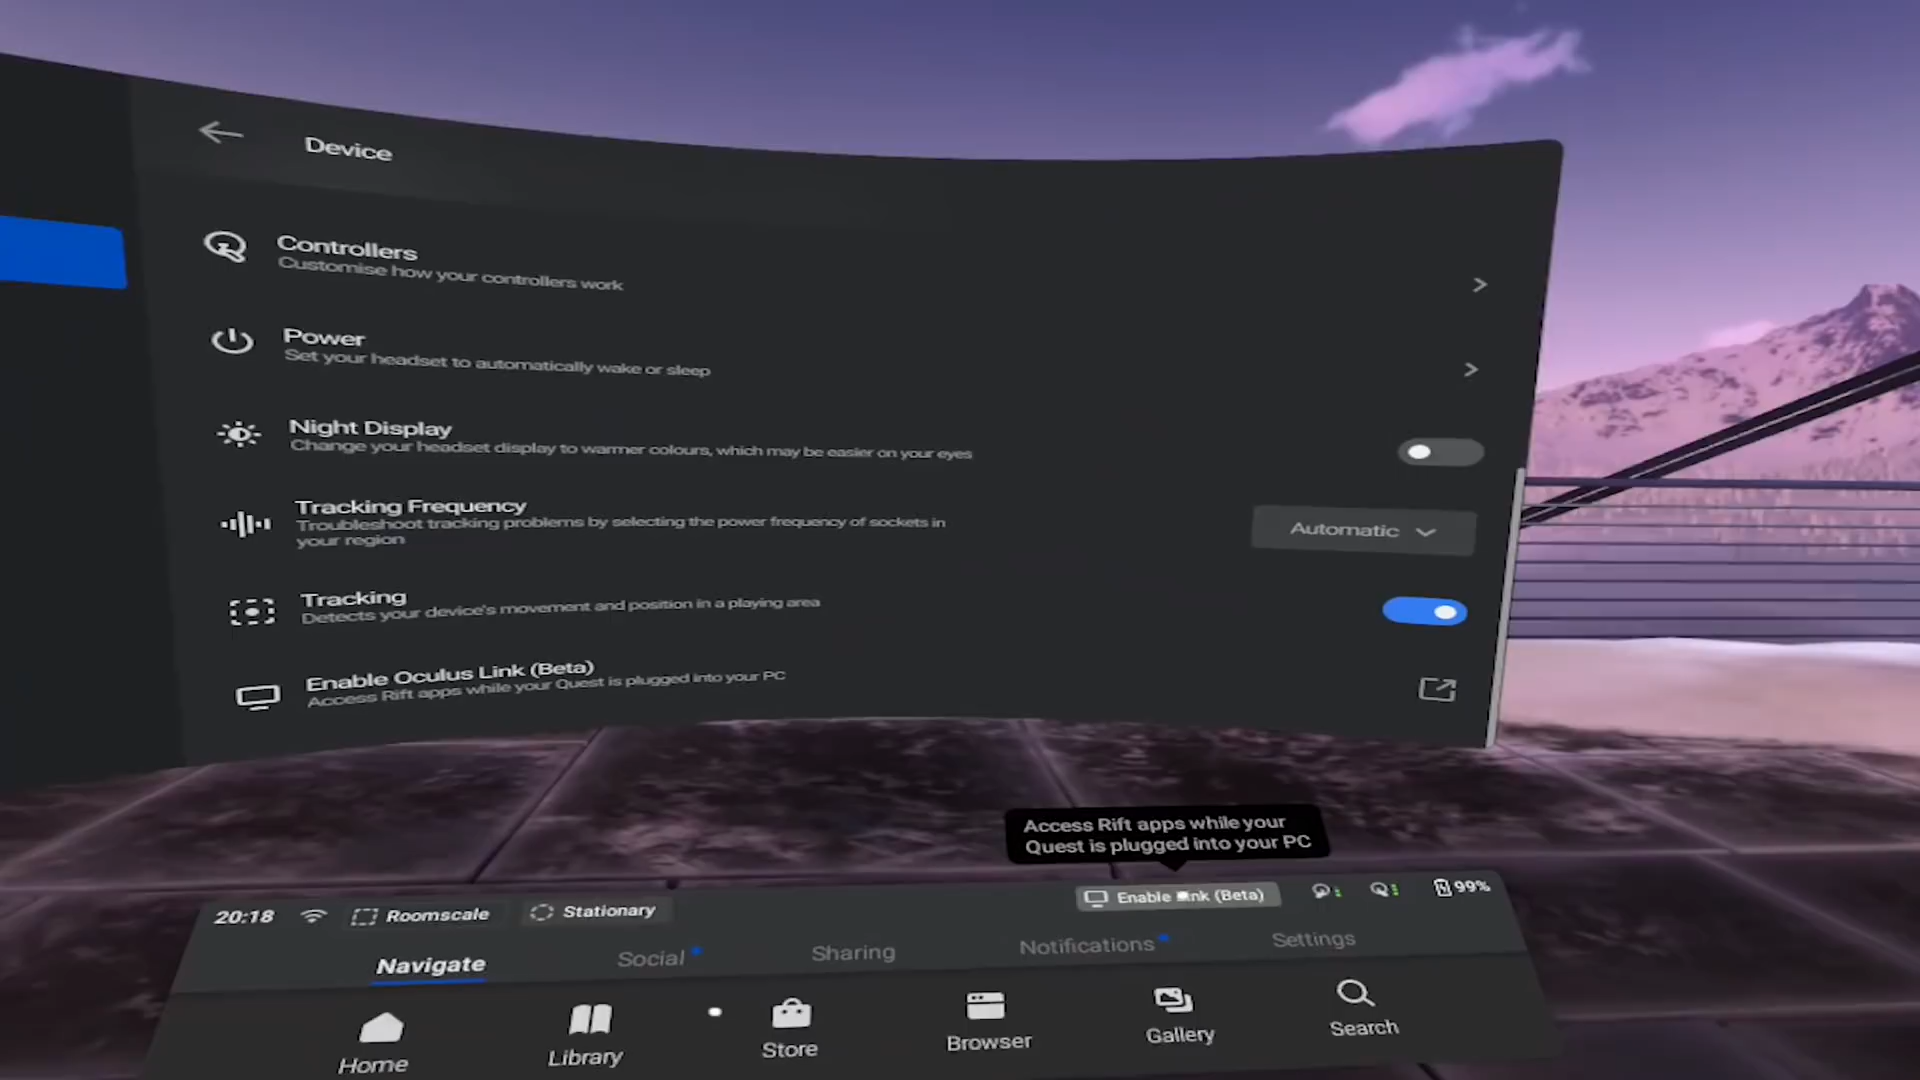 Device
Controllers
Customise how your controllers work
Power
Set your headset to automatically wake or sleep
Night Display
Change your headset display to warmer colours, which may be easier on your eyes
Tracking Frequency
Troubleshoot tracking problems by selecting the power frequency of sockets in
your region
Automatic
Tracking
Detects your device's movement and position in a playing area
Enable Oculus Link (Beta)
Access Rift apps while your Quest is plugged into your PC
Access Rift apps while your
Quest is plugged into your PC
20:18
Roomscale
Stationary
Enable Link (Beta)
99%
Navigate
Social
Sharing
Notifications
Settings
Home
Library
Store
Browser
Gallery
Search